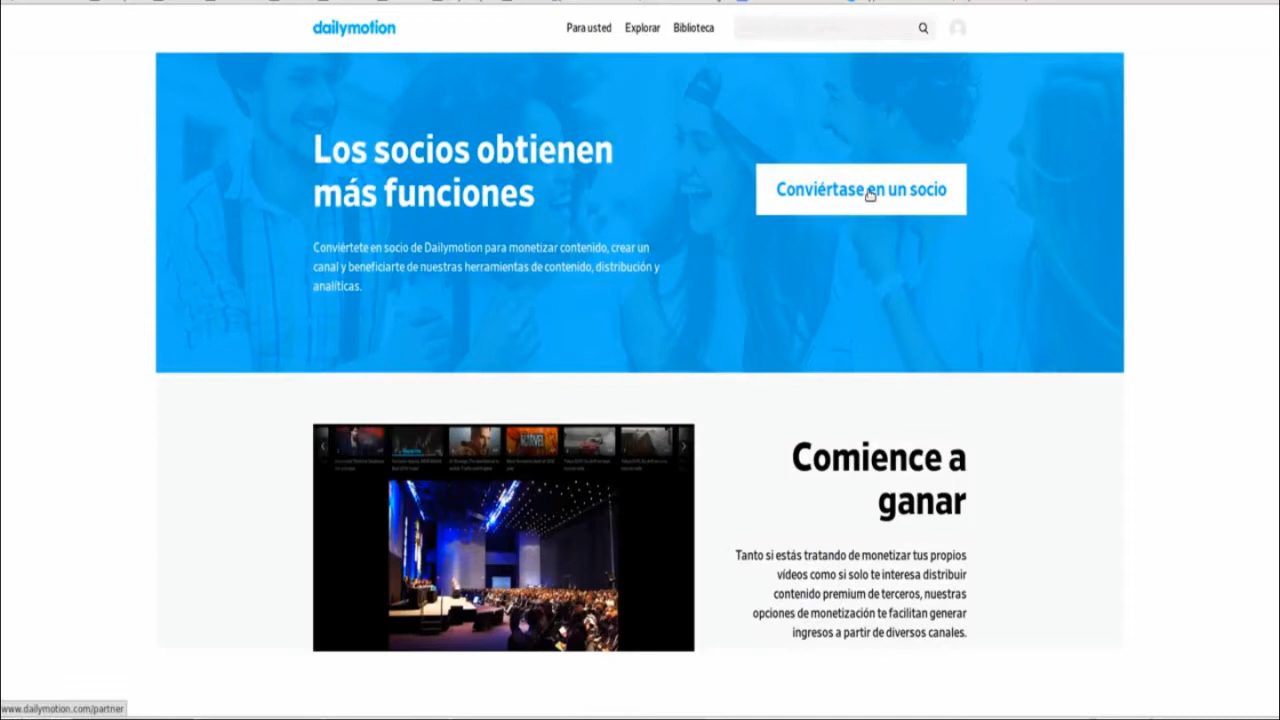 dailymotion
Para usted Explorar Biblioteca
Los socios obtienen
más funciones
Conviértase en un socio
Conviértete en socio de Dailymotion para monetizar contenido, crear un
canal y beneficiarte de nuestras herramientas de contenido, distribución y
analíticas.
MARVEL
Comience a
ganar
Tanto si estás tratando de monetizar tus propios
vídeos como si solo te interesa distribuir
contenido premium de terceros, nuestras
opciones de monetización te facilitan generar
ingresos a partir de diversos canales.
www.dailymotion.com/partner